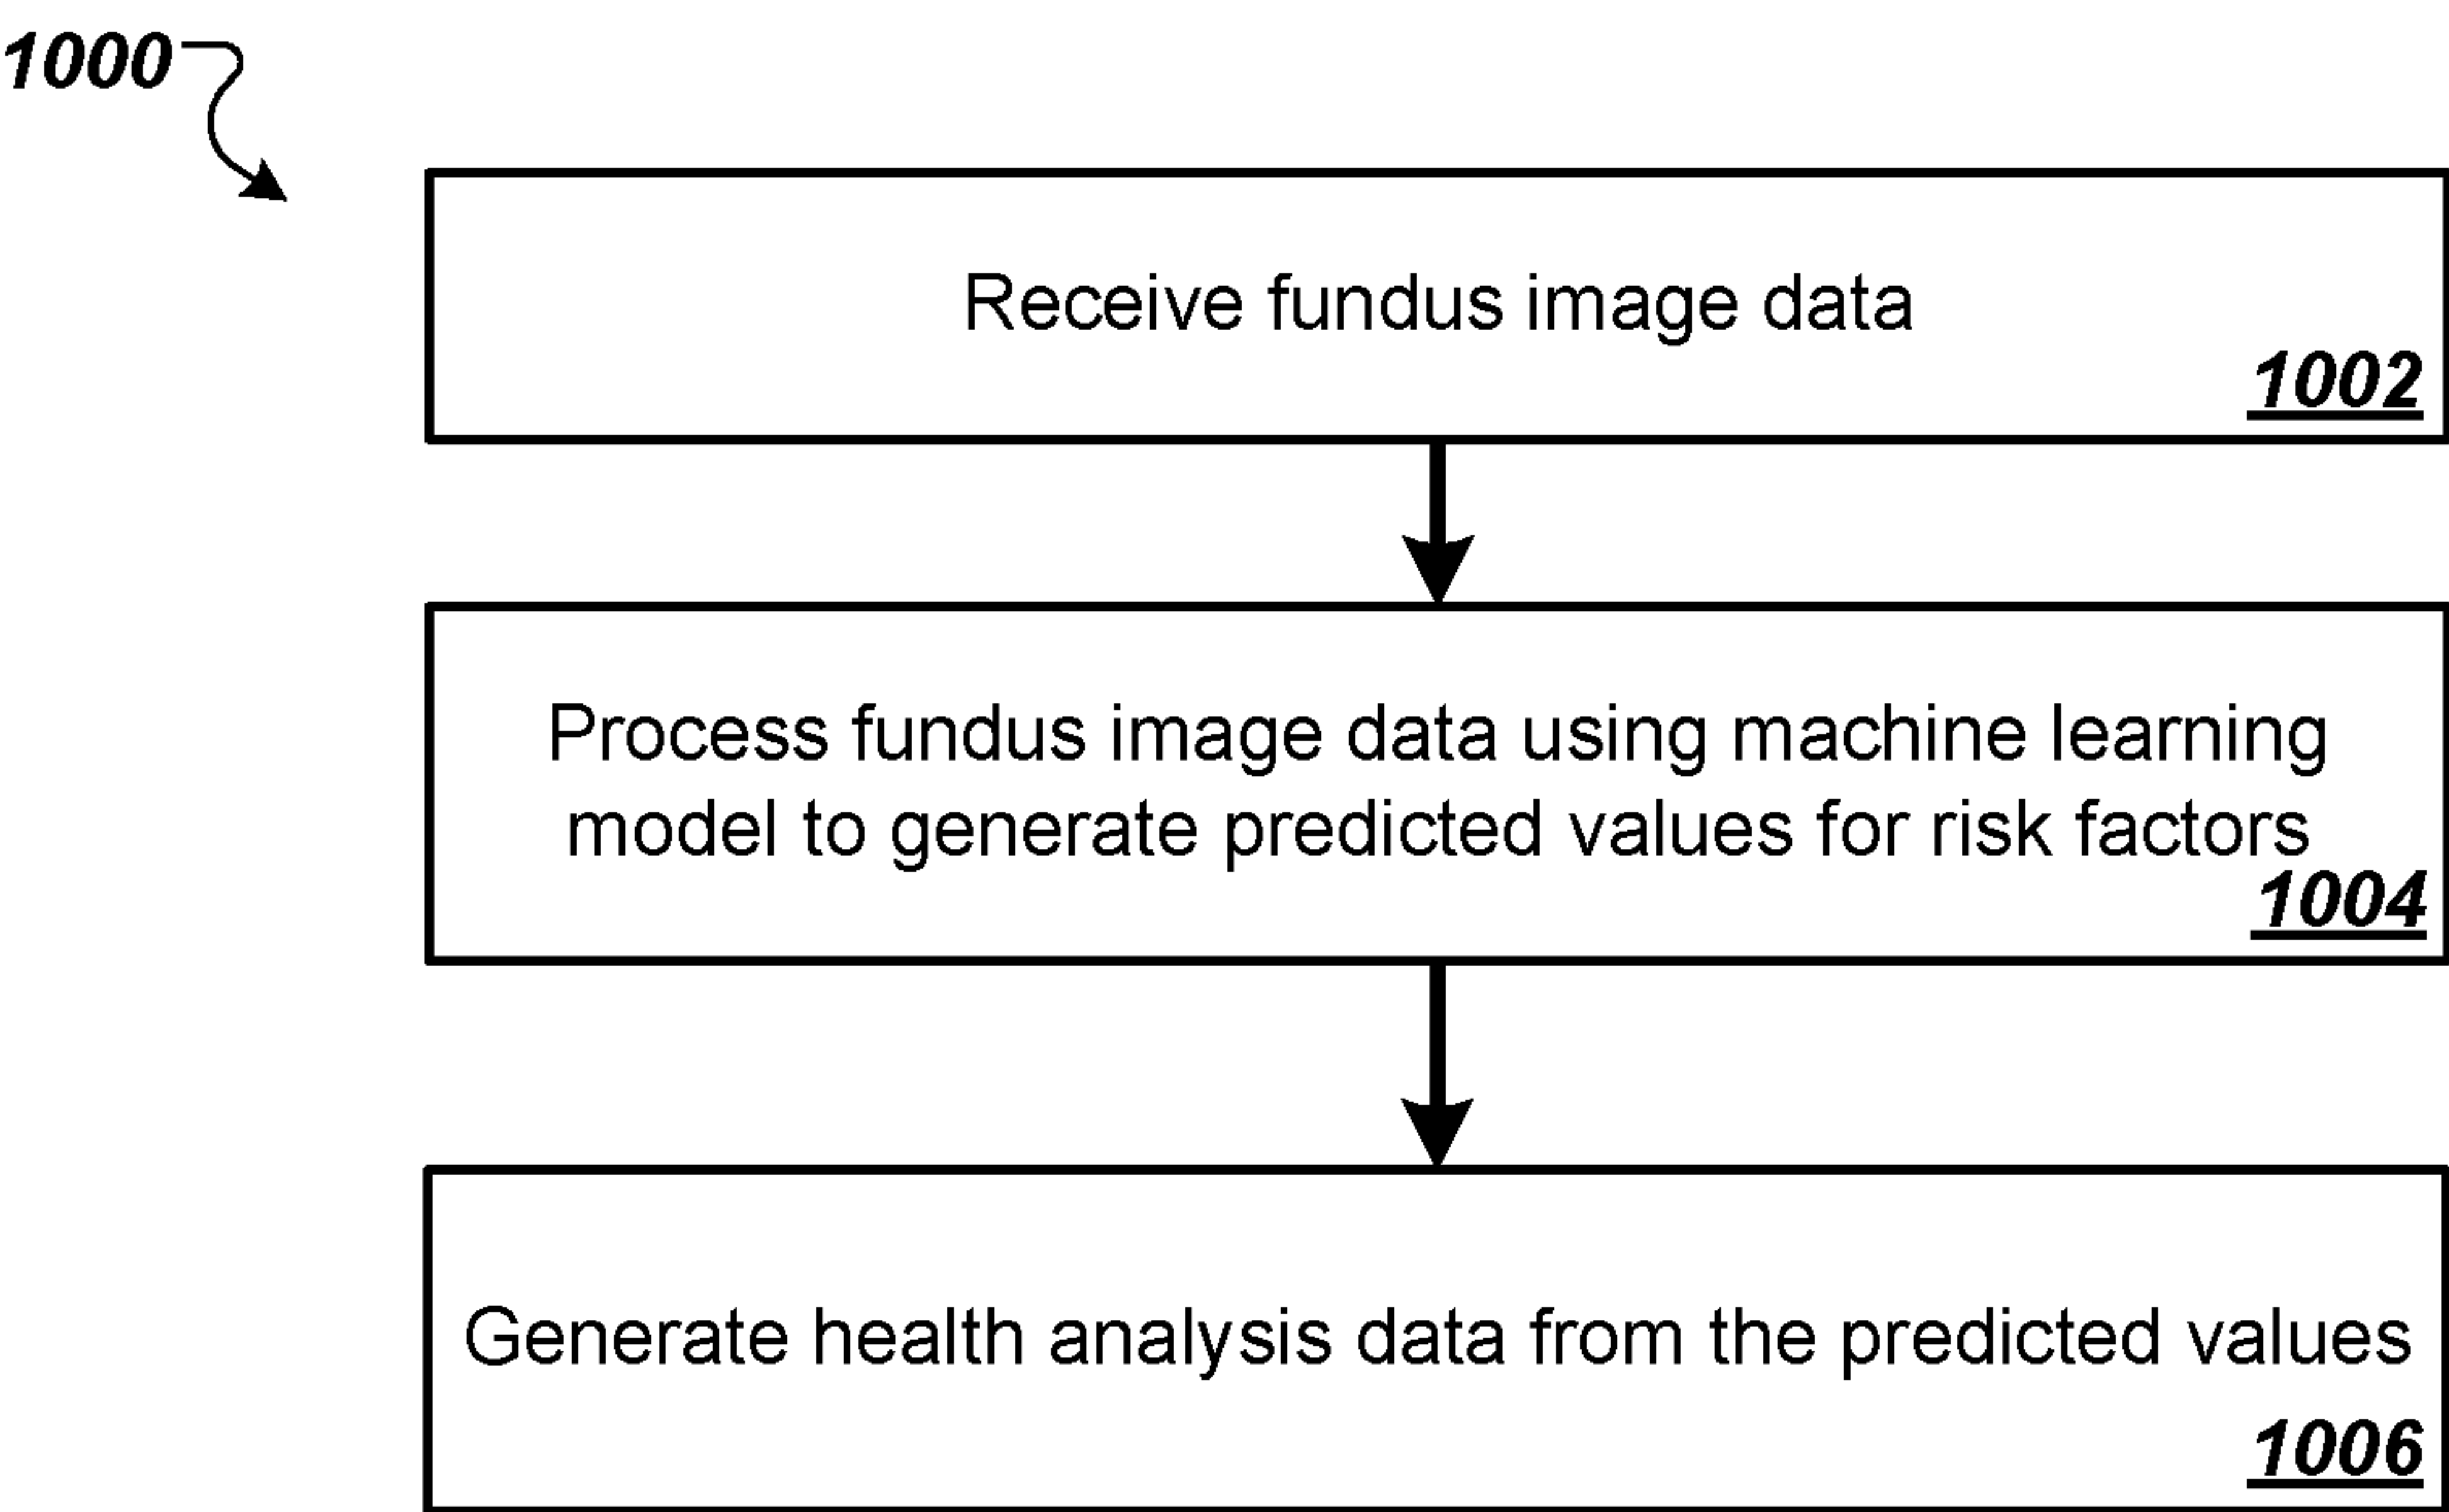 1000
Receive fundus image data
1002
Process fundus image data using machine learning
model to generate predicted values for risk factors
1004
Generate health analysis data from the predicted values
1006